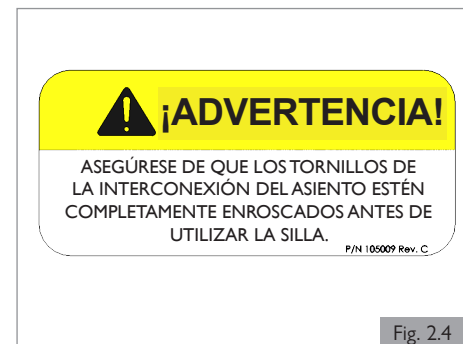 ¡ADVERTENCIA!
ASEGÚRESE DE QUE LOS TORNILLOS DE
LA INTERCONEXIÓN DEL ASIENTO ESTÉN
COMPLETAMENTE ENROSCADOS ANTES DE
UTILIZAR LA SILLA.
P/N 105009 Rev. C
Fig. 2.4